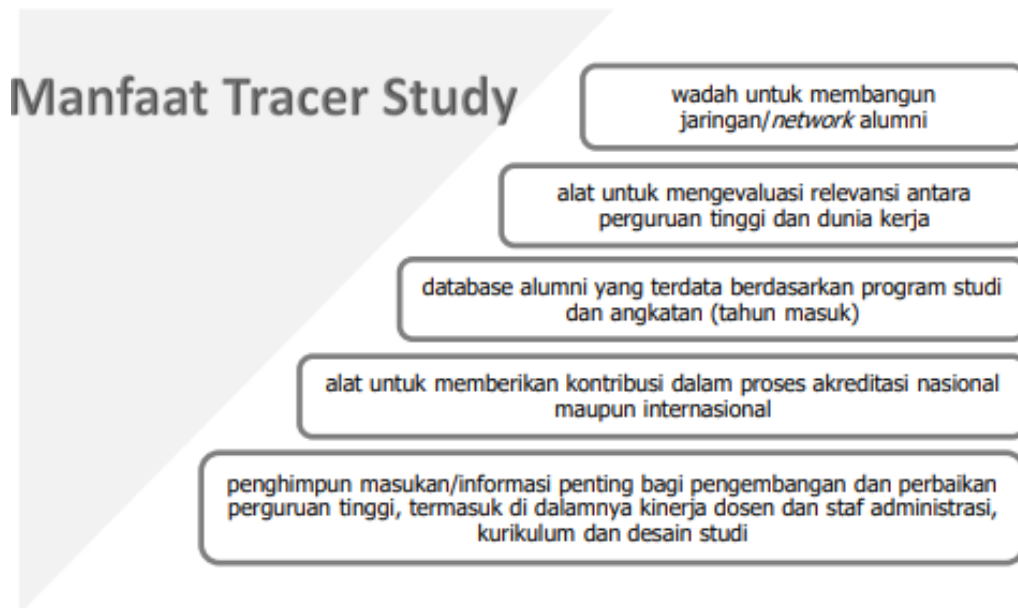 Manfaat Tracer Study
wadah untuk membangun
jaringan/network alumni
alat untuk mengevaluasi relevansi antara
perguruan tinggi dan dunia kerja
database alumni yang terdata berdasarkan program studi
dan angkatan (tahun masuk)
alat untuk memberikan kontribusi dalam proses akreditasi nasional
maupun internasional
penghimpun masukan/informasi penting bagi pengembangan dan perbaikan
perguruan tinggi, termasuk di dalamnya kinerja dosen dan staf administrasi,
kurikulum dan desain studi